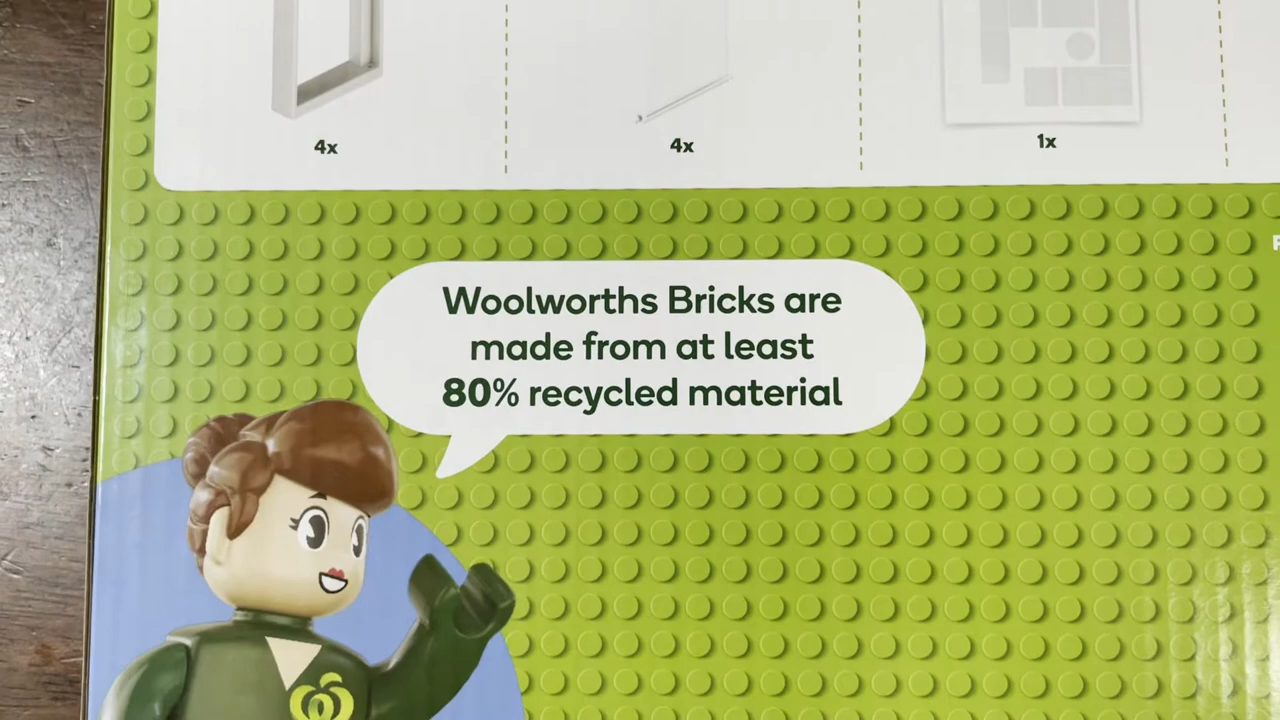 4x
4x
1x
Woolworths Bricks are
made from at least
80% recycled material